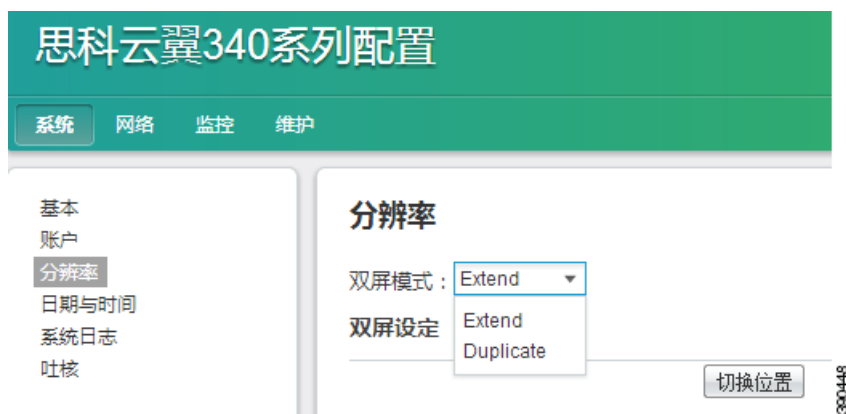 思科云翼340系列配置
系统 网络 监控 维护
基本
账户
分辨率
日期与时间
系统日志
吐核
分辨率
双屏模式： Extend
Extend
Duplicate
双屏设定
切换位置
390448